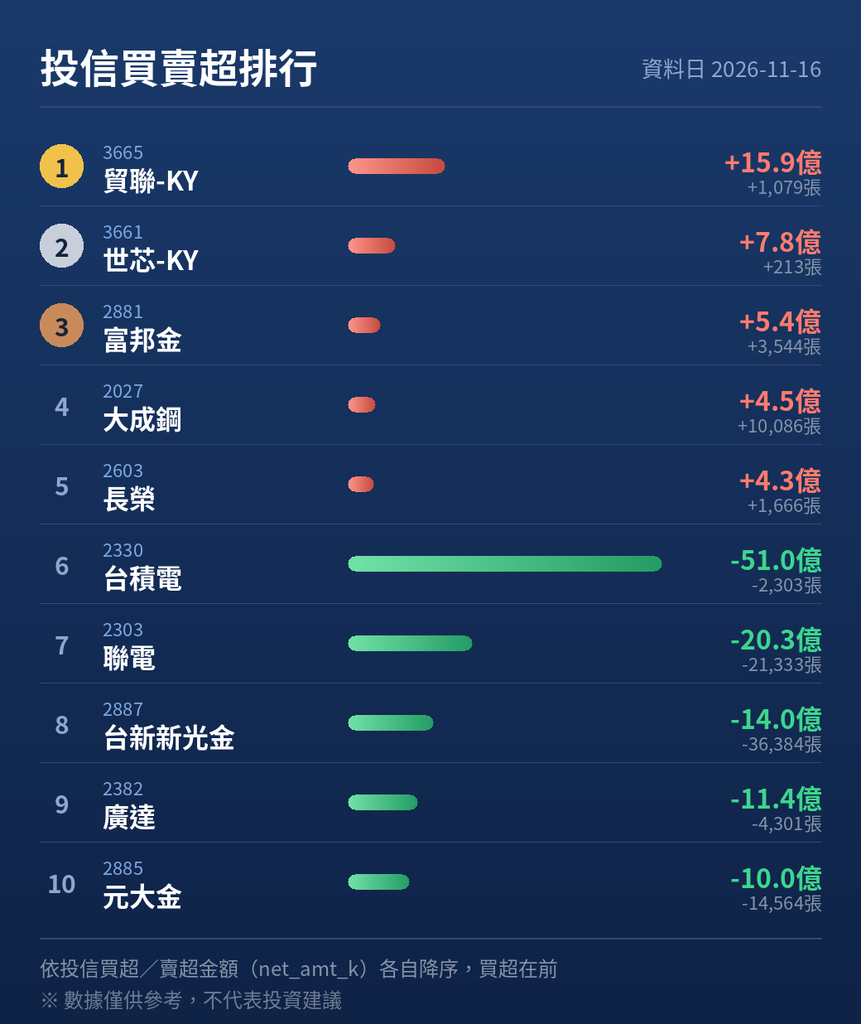 投信買賣超排行
資料日 2026-11-16
1
3665
貿聯-KY
+15.9億
+1,079張
2
3661
世芯-KY
+7.8億
+213張
3
2881
富邦金
+5.4億
+3,544張
4
2027
大成鋼
+4.5億
+10,086張
5
2603
長榮
+4.3億
+1,666張
6
2330
台積電
-51.0億
-2,303張
7
2303
聯電
-20.3億
-21,333張
8
2887
台新新光金
-14.0億
-36,384張
9
2382
廣達
-11.4億
-4,301張
10
2885
元大金
-10.0億
-14,564張
依投信買超／賣超金額（net_amt_k）各自降序，買超在前
※ 數據僅供參考，不代表投資建議